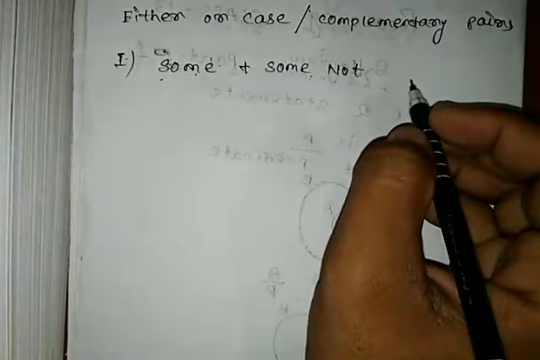 Either or case / complementary pairs
I) Some + some Not